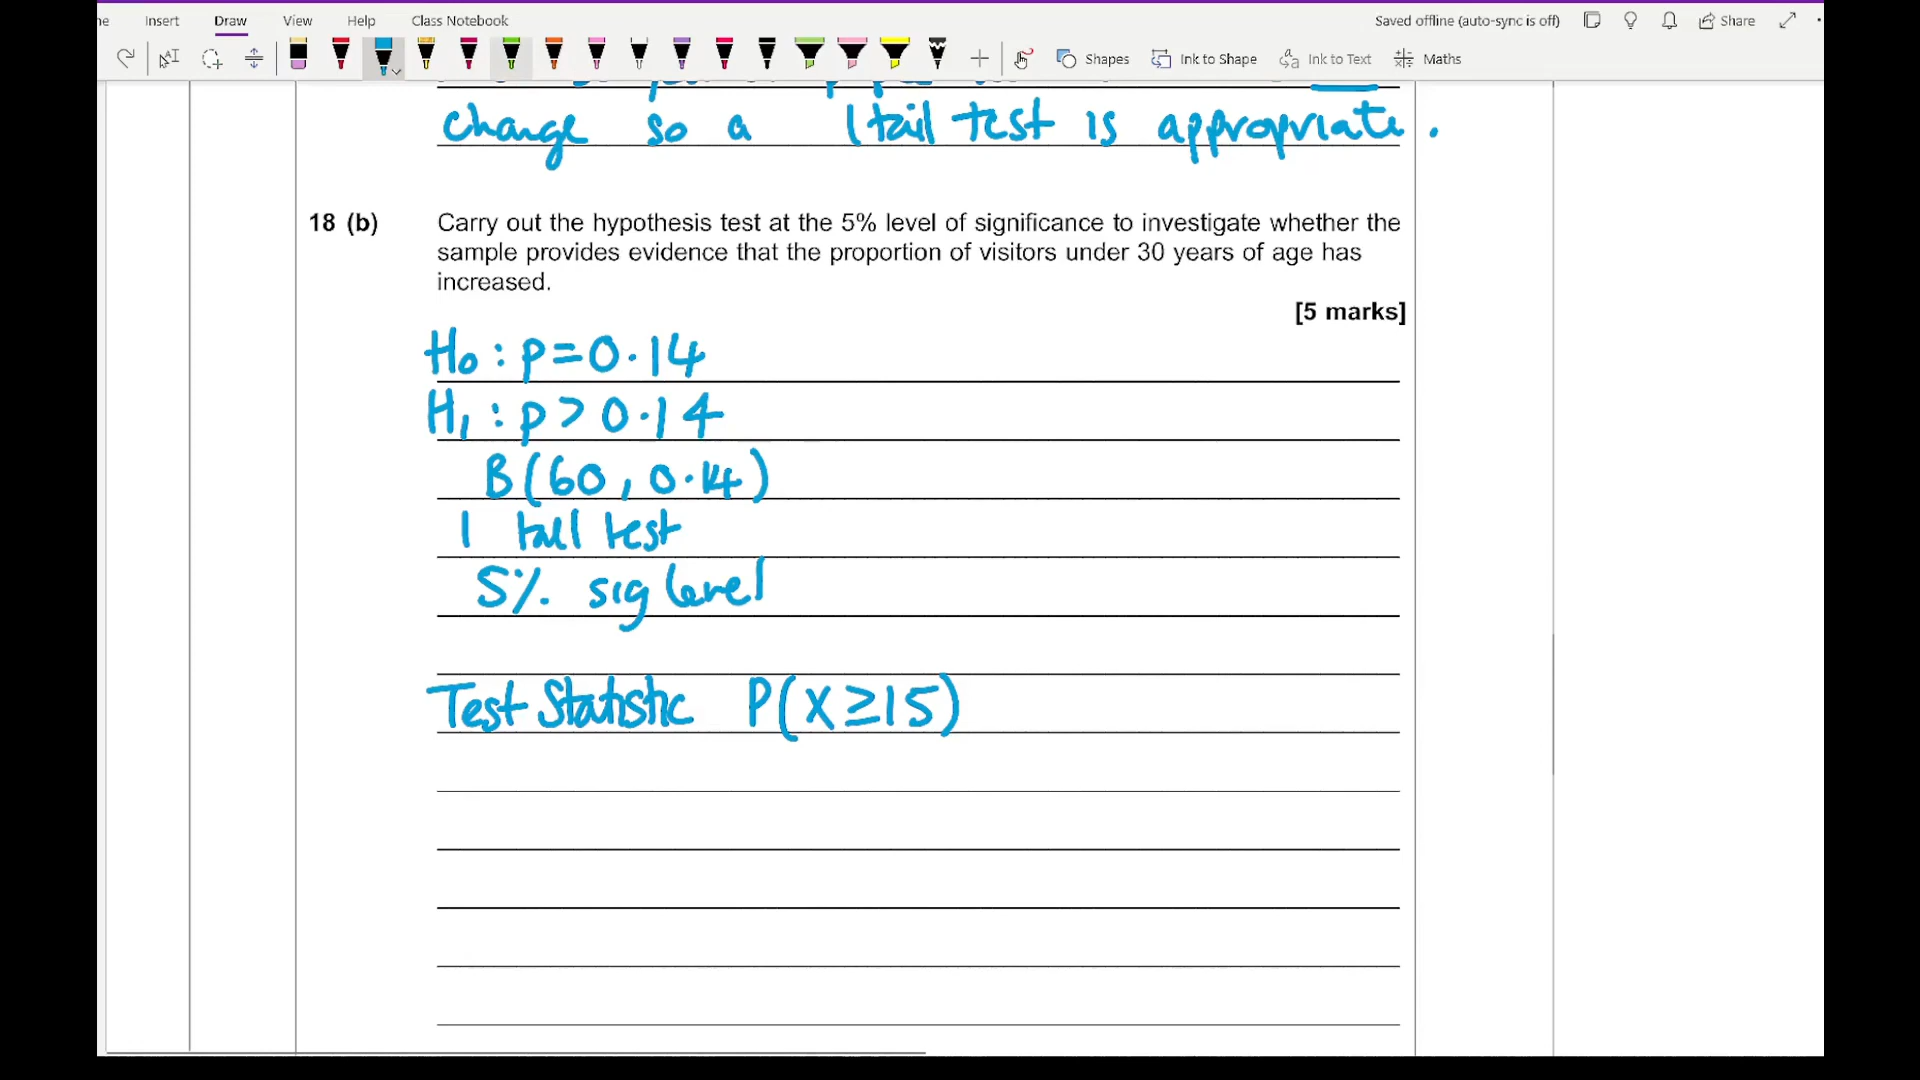 Insert Draw View Help Class Notebook Saved offline (auto-sync is off) Share
Shapes Ink to Shape Ink to Text Maths
change so a 1 tail test is appropriate.
18 (b) Carry out the hypothesis test at the 5% level of significance to investigate whether the
sample provides evidence that the proportion of visitors under 30 years of age has
increased.
[5 marks]
H₀ : p = 0.14
H₁ : p > 0.14
B(60, 0.14)
1 tail test
5% sig level
Test Statistic P(X ≥ 15)